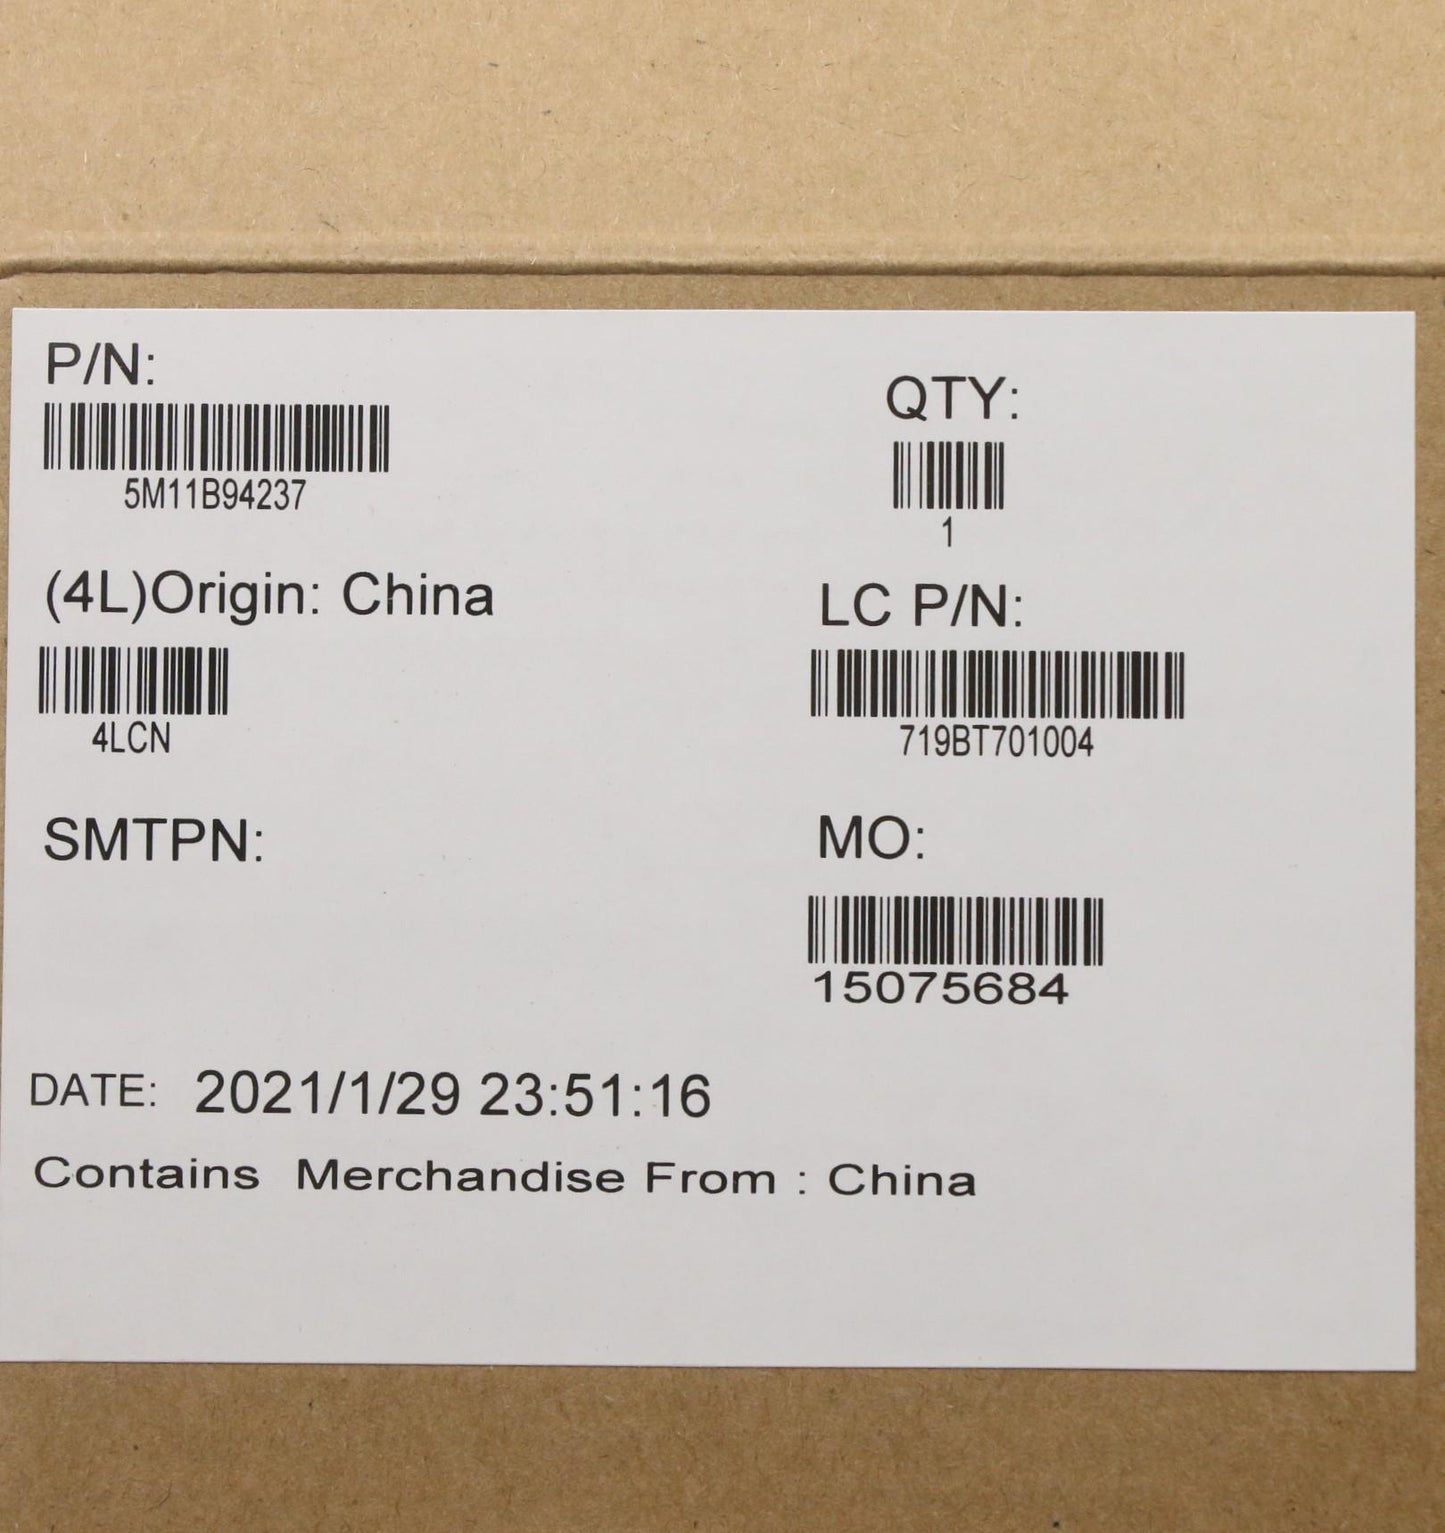 P/N:
5M11B94237
QTY:
1
(4L)Origin: China
4LCN
LC P/N:
719BT701004
SMTPN:
MO:
15075684
DATE: 2021/1/29 23:51:16
Contains Merchandise From : China